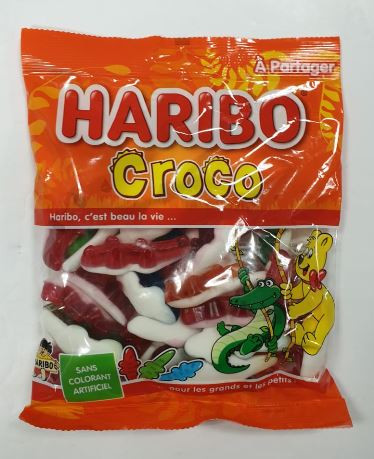 À Partager
HARIBO
Croco
Haribo, c'est beau la vie ...
HARIBO
SANS
COLORANT
ARTIFICIEL
... pour les grands et les petits !